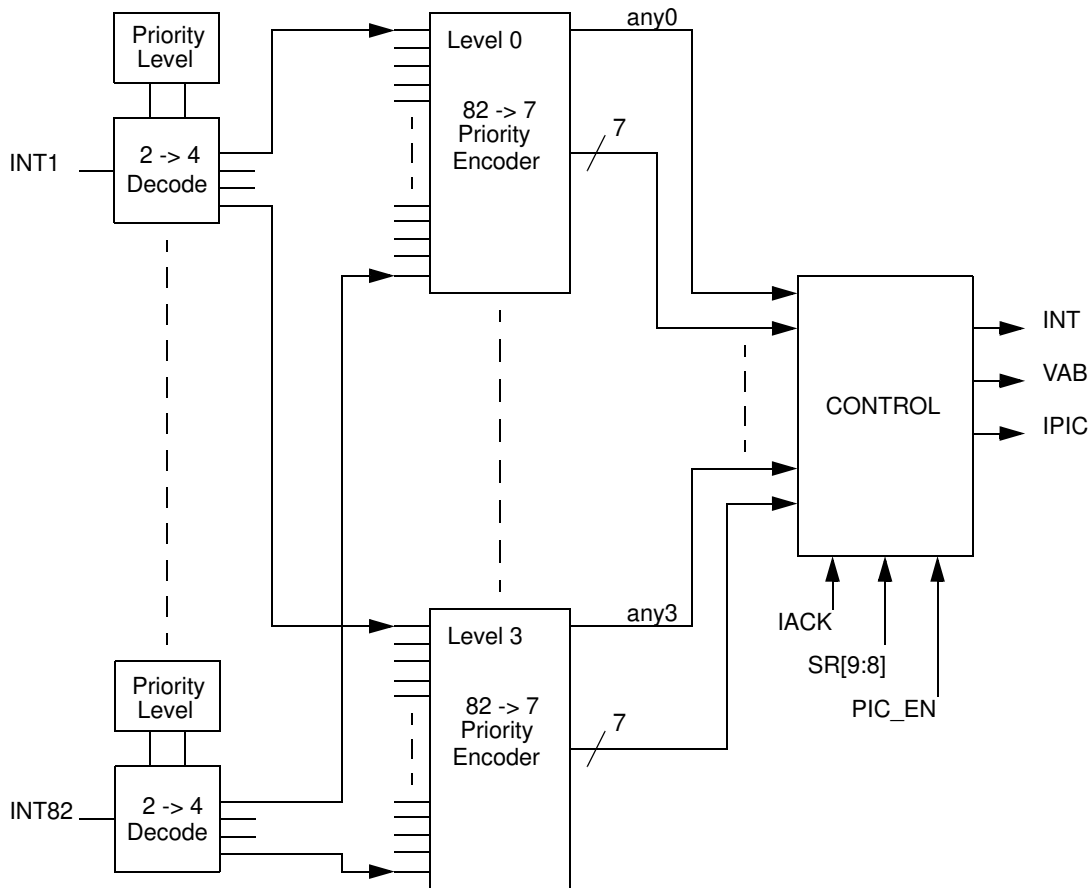 Priority
Level
INT1
2 -> 4
Decode
Level 0
82 -> 7
Priority
Encoder
any0
7
CONTROL
INT
VAB
IPIC
IACK
SR[9:8]
PIC_EN
Priority
Level
INT82
2 -> 4
Decode
Level 3
82 -> 7
Priority
Encoder
any3
7